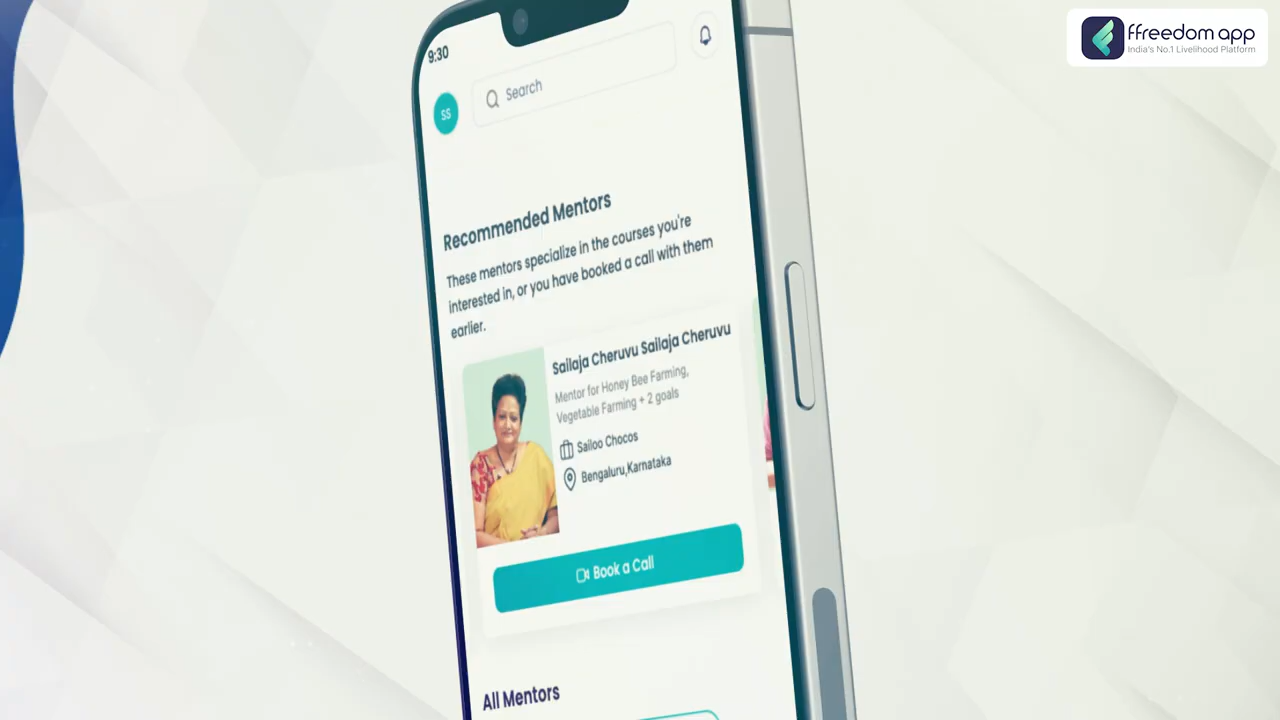 ffreedom app
India's No.1 Livelihood Platform
9:30
SS
Search
Recommended Mentors
These mentors specialize in the courses you're
interested in, or you have booked a call with them
earlier.
Sailaja Cheruvu Sailaja Cheruvu
Mentor for Honey Bee Farming,
Vegetable Farming + 2 goals
Sailoo Chocos
Bengaluru,Karnataka
Book a Call
All Mentors